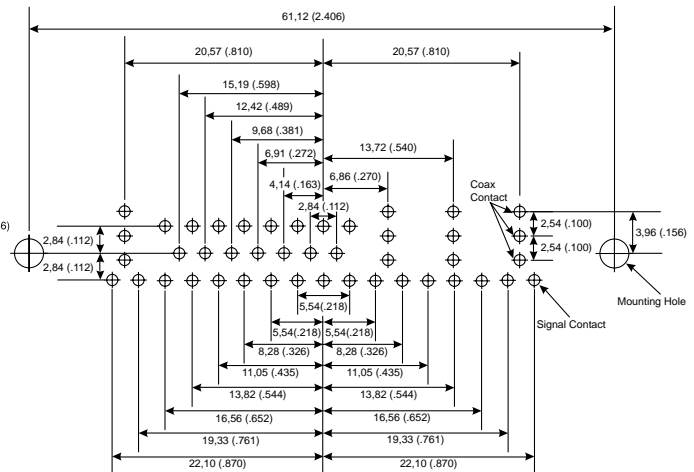 61,12 (2.406)
20,57 (.810) 20,57 (.810)
15,19 (.598)
12,42 (.489)
9,68 (.381)
13,72 (.540)
6,91 (.272)
6,86 (.270)
4,14 (.163)
Coax
Contact
2,84 (.112)
6)
2,84 (.112)
2,54 (.100)
3,96 (.156)
2,54 (.100)
2,84 (.112)
Mounting Hole
5,54 (.218)
Signal Contact
5,54(.218) 5,54(.218)
8,28 (.326) 8,28 (.326)
11,05 (.435) 11,05 (.435)
13,82 (.544) 13,82 (.544)
16,56 (.652) 16,56 (.652)
19,33 (.761) 19,33 (.761)
22,10 (.870) 22,10 (.870)